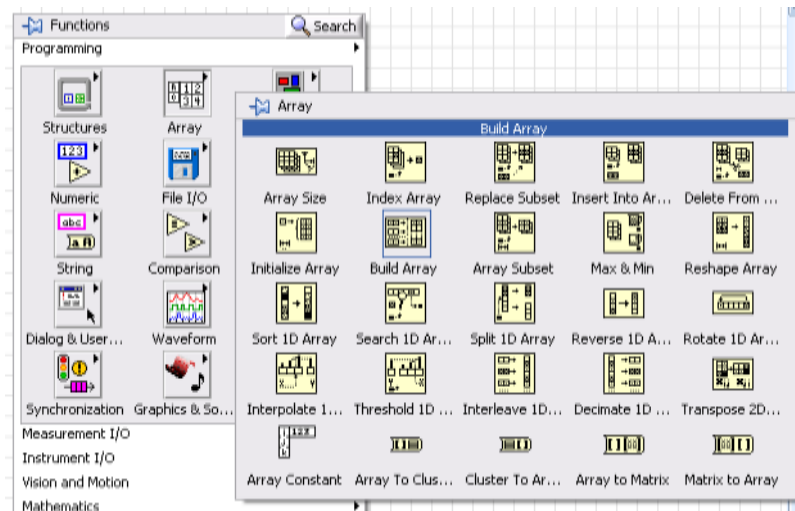 Functions
Search
Programming
Structures
Array
Numeric
File I/O
String
Comparison
Dialog & User...
Waveform
Synchronization
Graphics & So...
Measurement I/O
Instrument I/O
Vision and Motion
Mathematics
Array
Build Array
Array Size
Index Array
Replace Subset
Insert Into Ar...
Delete From ...
Initialize Array
Build Array
Array Subset
Max & Min
Reshape Array
Sort 1D Array
Search 1D Ar...
Split 1D Array
Reverse 1D A...
Rotate 1D Ar...
Interpolate 1...
Threshold 1D ...
Interleave 1D...
Decimate 1D ...
Transpose 2D...
Array Constant
Array To Clus...
Cluster To Ar...
Array to Matrix
Matrix to Array